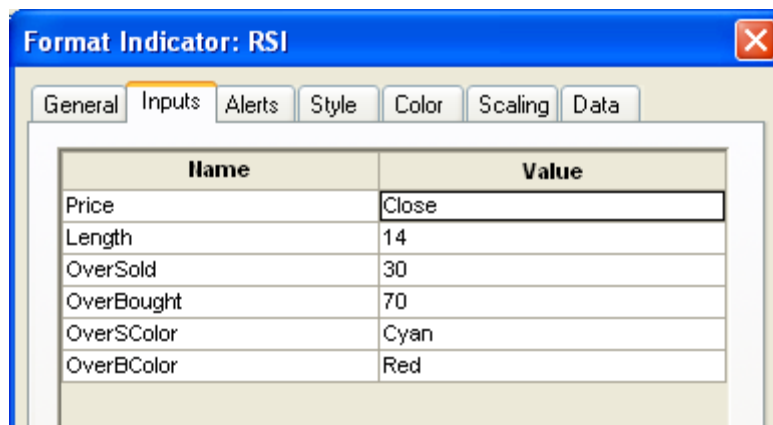 Format Indicator: RSI
General Inputs Alerts Style Color Scaling Data
Name Value
Price Close
Length 14
OverSold 30
OverBought 70
OverSColor Cyan
OverBColor Red